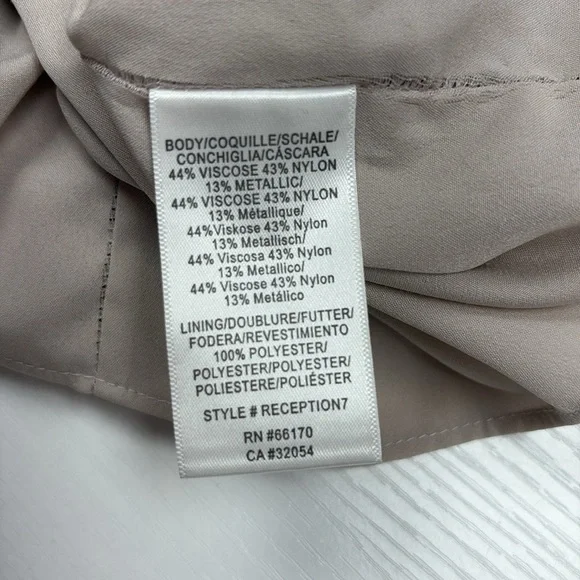 BODY/COQUILLE/SCHALE/
CONCHIGLIA/CÁSCARA
44% VISCOSE 43% NYLON
13% METALLIC/
44% VISCOSE 43% NYLON
13% Métallique/
44%Viskose 43% Nylon
13% Metallisch/
44% Viscosa 43% Nylon
13% Metallico/
44% Viscose 43% Nylon
13% Metálico
LINING/DOUBLURE/FUTTER/
FODERA/REVESTIMIENTO
100% POLYESTER/
POLYESTER/POLYESTER/
POLIESTERE/POLIÉSTER
STYLE # RECEPTION7
RN #66170
CA #32054